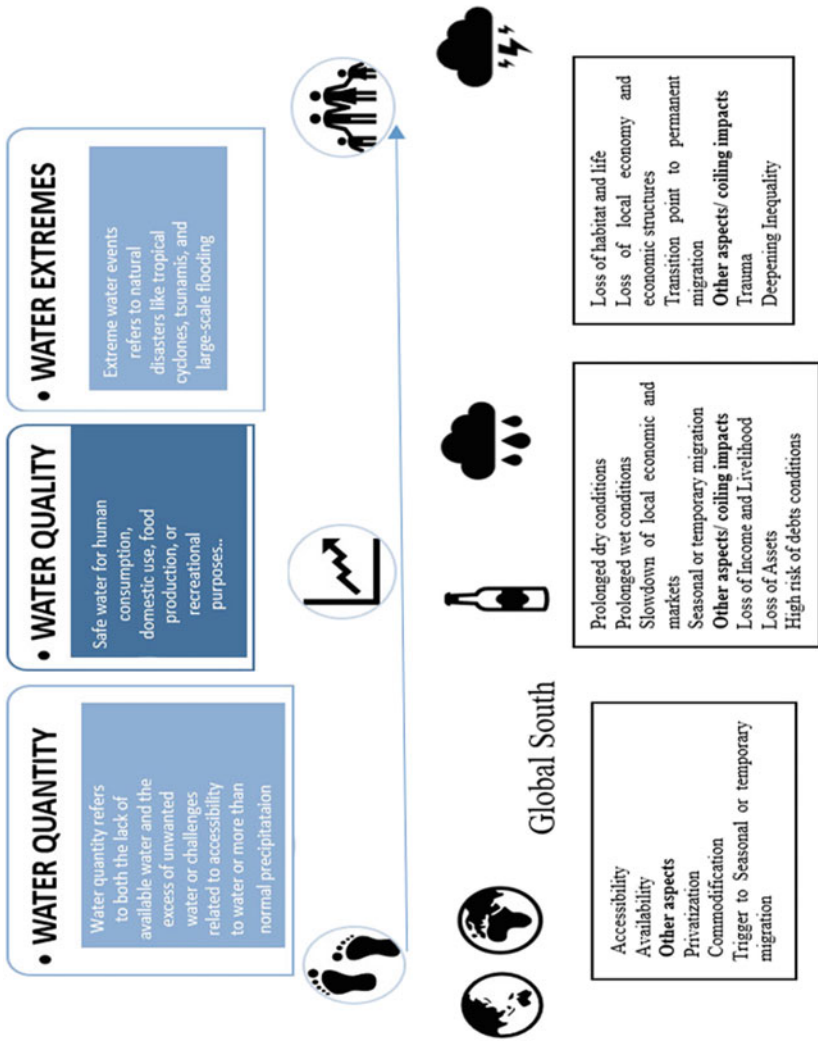 • WATER QUANTITY
Water quantity refers
to both the lack of
available water and the
excess of unwanted
water or challenges
related to accessibility
to water or more than
normal precipitataion
• WATER QUALITY
Safe water for human
consumption,
domestic use, food
production, or
recreational
purposes..
• WATER EXTREMES
Extreme water events
refers to natural
disasters like tropical
cyclones, tsunamis, and
large-scale flooding
Global South
Accessibility
Availability
Other aspects
Privatization
Commodification
Trigger to Seasonal or temporary
migration
Prolonged dry conditions
Prolonged wet conditions
Slowdown of local economic and
markets
Seasonal or temporary migration
Other aspects/ coiling impacts
Loss of Income and Livelihood
Loss of Assets
High risk of debts conditions
Loss of habitat and life
Loss of local economy and
economic structures
Transition point to permanent
migration
Other aspects/ coiling impacts
Trauma
Deepening Inequality